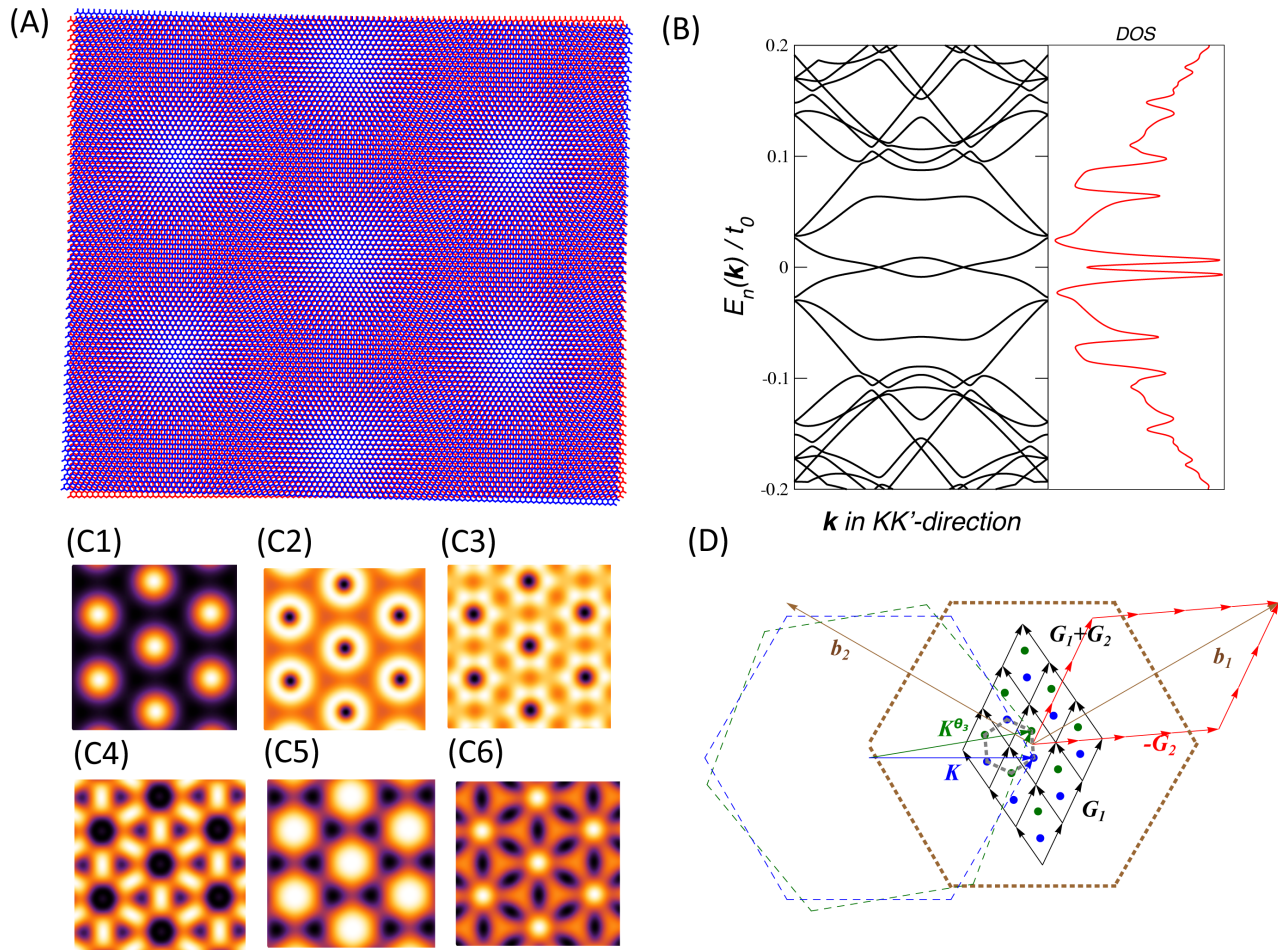 (A)
(B)
DOS
0.2
0.1
0
-0.1
-0.2
E_n(k) / t_0
k in KK'-direction
(C1)
(C2)
(C3)
(C4)
(C5)
(C6)
(D)
b_2
G_1+G_2
b_1
K^θ_3
-G_2
K
G_1